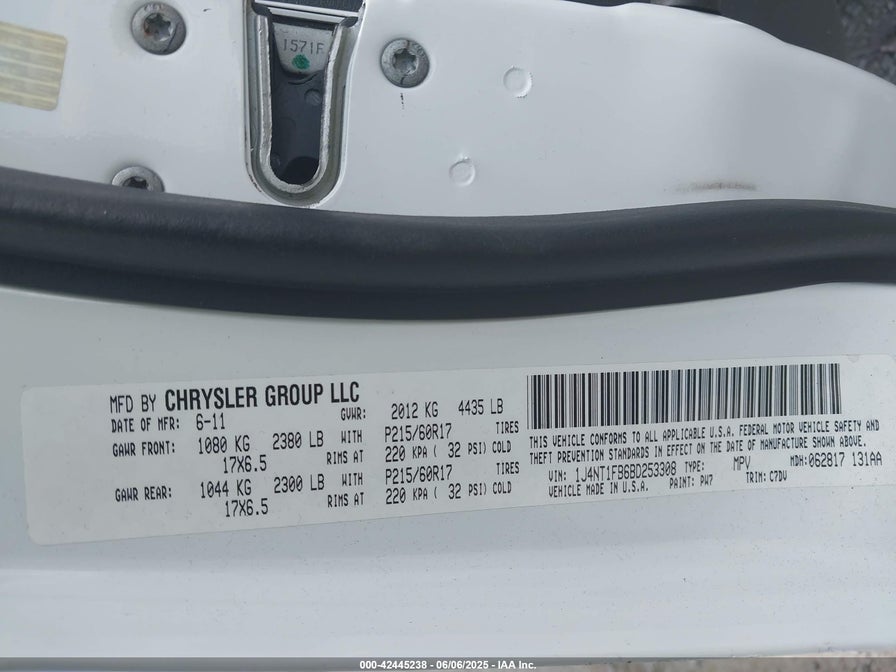 1571F
MFD BY CHRYSLER GROUP LLC
DATE OF MFR: 6-11 GVWR: 2012 KG 4435 LB
GAWR FRONT: 1080 KG 2380 LB WITH P215/60R17 TIRES
17X6.5 RIMS AT 220 KPA ( 32 PSI) COLD
GAWR REAR: 1044 KG 2300 LB WITH P215/60R17 TIRES
17X6.5 RIMS AT 220 KPA ( 32 PSI) COLD
THIS VEHICLE CONFORMS TO ALL APPLICABLE U.S.A. FEDERAL MOTOR VEHICLE SAFETY AND
THEFT PREVENTION STANDARDS IN EFFECT ON THE DATE OF MANUFACTURE SHOWN ABOVE.
VIN: 1J4NT1FB6BD253308 TYPE: MPV MDH: 062817 131AA
VEHICLE MADE IN U.S.A. PAINT: PW7 TRIM: C7DV
000-42445238 - 06/06/2025 - IAA Inc.